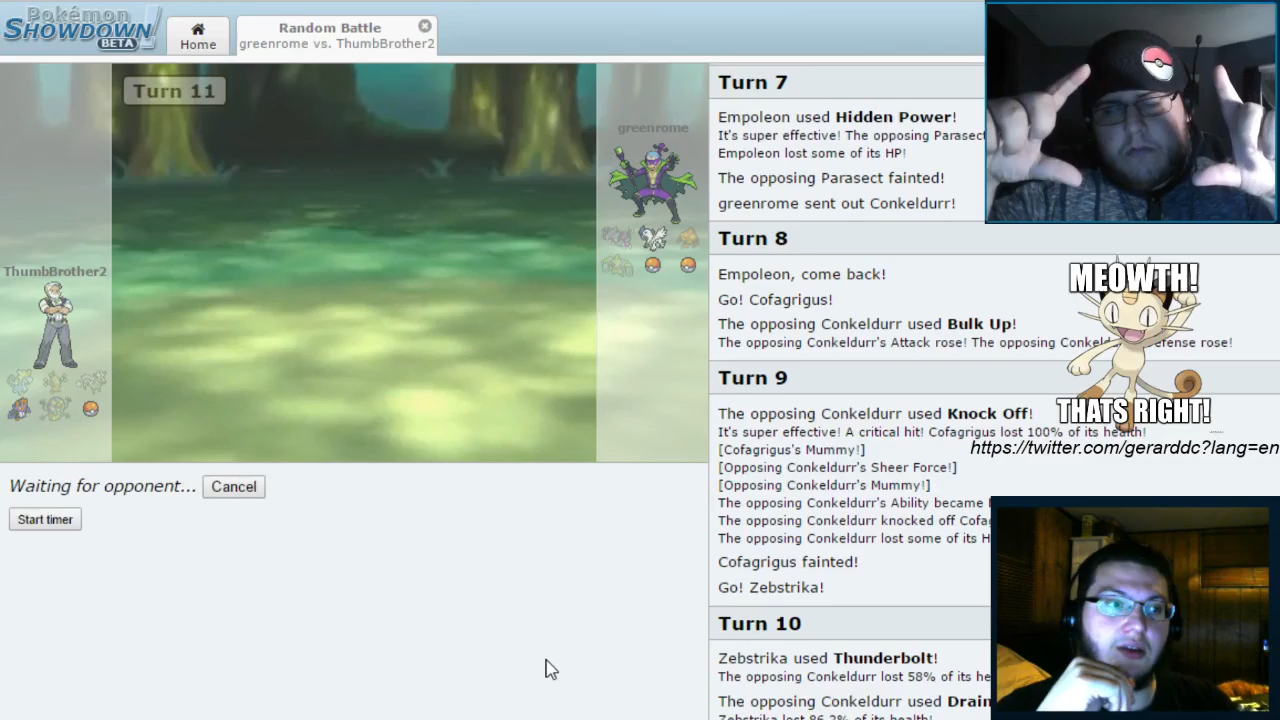 Pokémon
SHOWDOWN!
BETA
Home
Random Battle
greenrome vs. ThumbBrother2
Turn 11
greenrome
ThumbBrother2
Waiting for opponent... Cancel
Start timer
Turn 7
Empoleon used Hidden Power!
It's super effective! The opposing Parasect
Empoleon lost some of its HP!
The opposing Parasect fainted!
greenrome sent out Conkeldurr!
Turn 8
Empoleon, come back!
Go! Cofagrigus!
The opposing Conkeldurr used Bulk Up!
The opposing Conkeldurr's Attack rose! The opposing efense rose!
Turn 9
The opposing Conkeldurr used Knock Off!
It's super effective! A critical hit! Cofagrigus lost 100% of its health!
[Cofagrigus's Mummy!]
[Opposing Conkeldurr's Sheer Force!]
[Opposing Conkeldurr's Mummy!]
The opposing Conkeldurr's Ability became
The opposing Conkeldurr knocked off Cofa
The opposing Conkeldurr lost some of its H
Cofagrigus fainted!
Go! Zebstrika!
Turn 10
Zebstrika used Thunderbolt!
The opposing Conkeldurr lost 58% of its he
The opposing Conkeldurr used Drain
Zebstrika lost 86.2% of its health!
MEOWTH!
THATS RIGHT!
https://twitter.com/gerarddc?lang=en